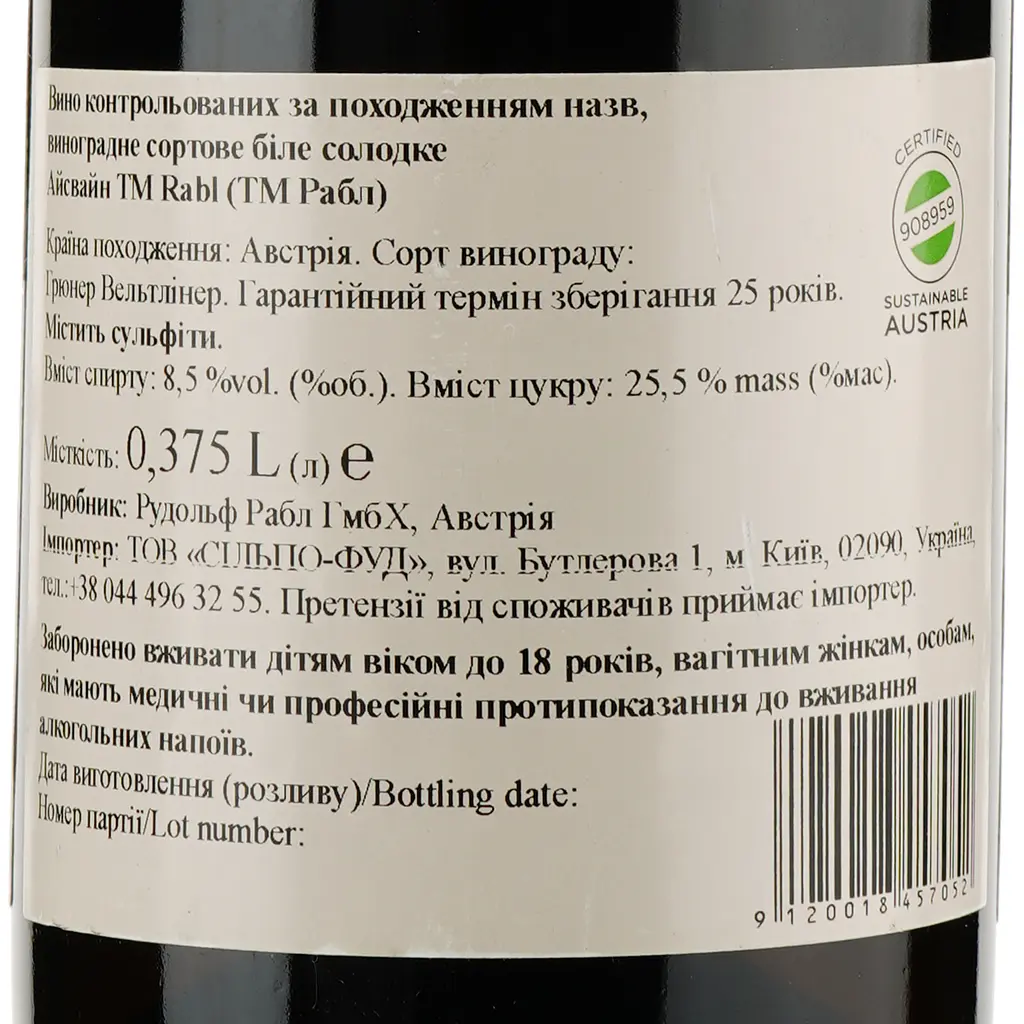 Вино контрольованих за походженням назв,
виноградне сортове біле солодке
Айсвайн ТМ Rabl (ТМ Рабл)
CERTIFIED
908959
SUSTAINABLE
AUSTRIA
Країна походження: Австрія. Сорт винограду:
Грюнер Вельтлінер. Гарантійний термін зберігання 25 років.
Містить сульфіти.
Вміст спирту: 8,5 %vol. (%об.). Вміст цукру: 25,5 % mass (%мас).
Місткість: 0,375 L (л) ℮
Виробник: Рудольф Рабл ГмбХ, Австрія
Імпортер: ТОВ «СІЛЬПО-ФУД», вул. Бутлерова 1, м. Київ, 02090, Україна,
тел.:+38 044 496 32 55. Претензії від споживачів приймає імпортер.
Заборонено вживати дітям віком до 18 років, вагітним жінкам, особам,
які мають медичні чи професійні протипоказання до вживання
алкогольних напоїв.
Дата виготовлення (розливу)/Bottling date:
Номер партії/Lot number:
9 120018 457052